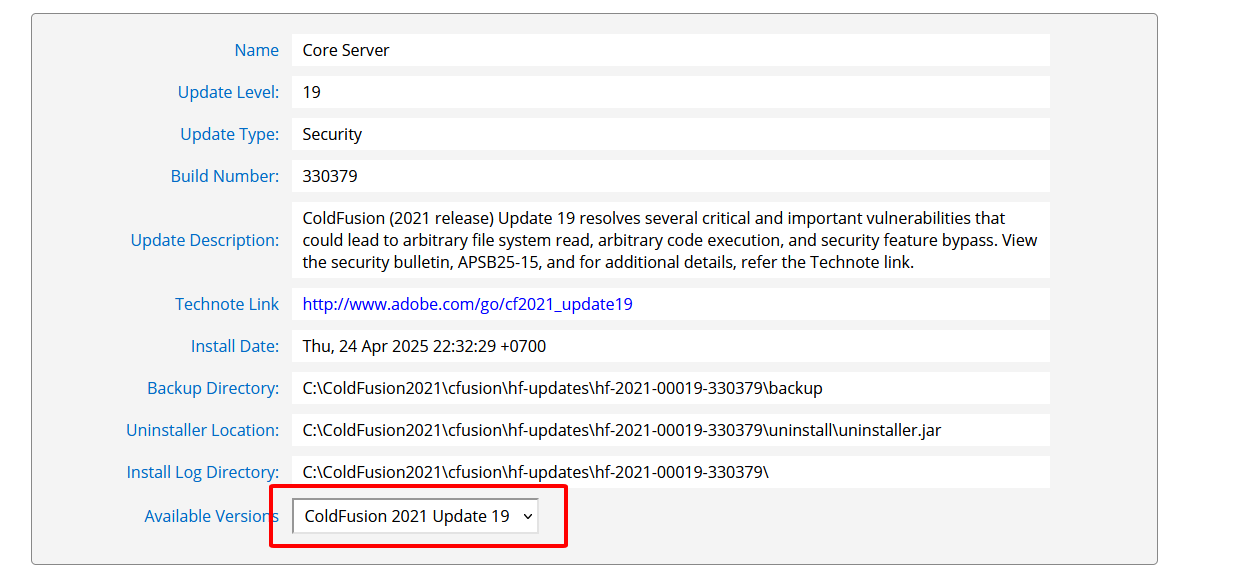 Name Core Server
Update Level: 19
Update Type: Security
Build Number: 330379
Update Description: ColdFusion (2021 release) Update 19 resolves several critical and important vulnerabilities that
could lead to arbitrary file system read, arbitrary code execution, and security feature bypass. View
the security bulletin, APSB25-15, and for additional details, refer the Technote link.
Technote Link http://www.adobe.com/go/cf2021_update19
Install Date: Thu, 24 Apr 2025 22:32:29 +0700
Backup Directory: C:\ColdFusion2021\cfusion\hf-updates\hf-2021-00019-330379\backup
Uninstaller Location: C:\ColdFusion2021\cfusion\hf-updates\hf-2021-00019-330379\uninstall\uninstaller.jar
Install Log Directory: C:\ColdFusion2021\cfusion\hf-updates\hf-2021-00019-330379\
Available Versions ColdFusion 2021 Update 19